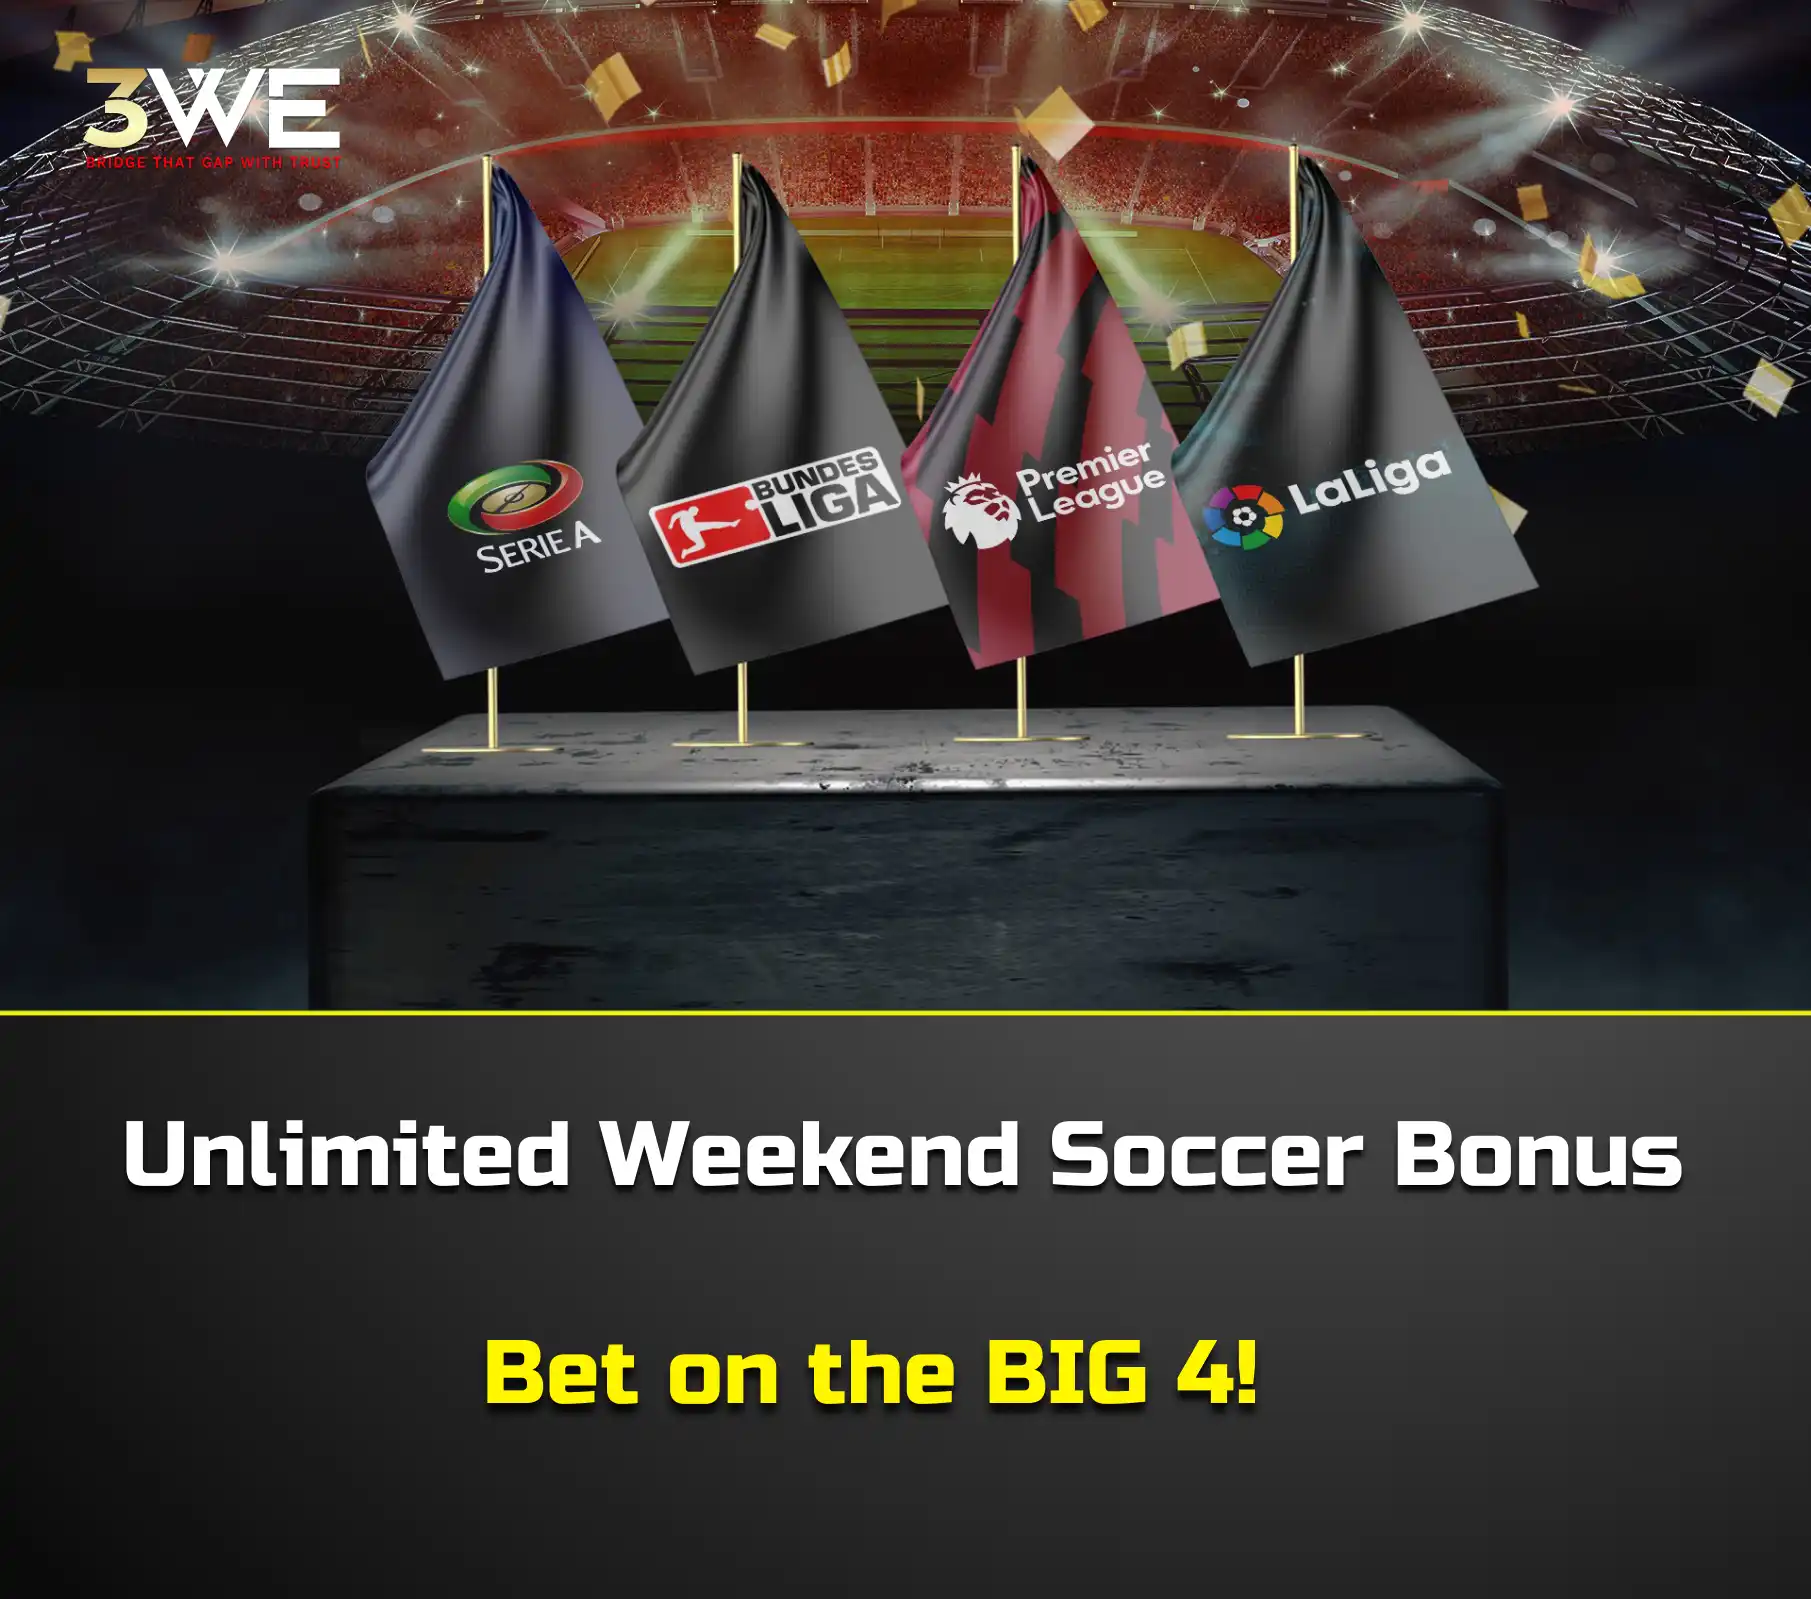 3WE
BRIDGE THAT GAP WITH TRUST
SERIE A
BUNDES
LIGA
Premier
League
LaLiga
Unlimited Weekend Soccer Bonus
Bet on the BIG 4!